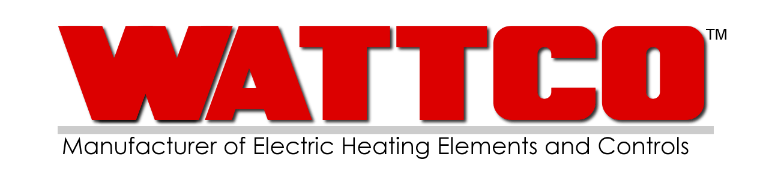 WATTCO™
Manufacturer of Electric Heating Elements and Controls